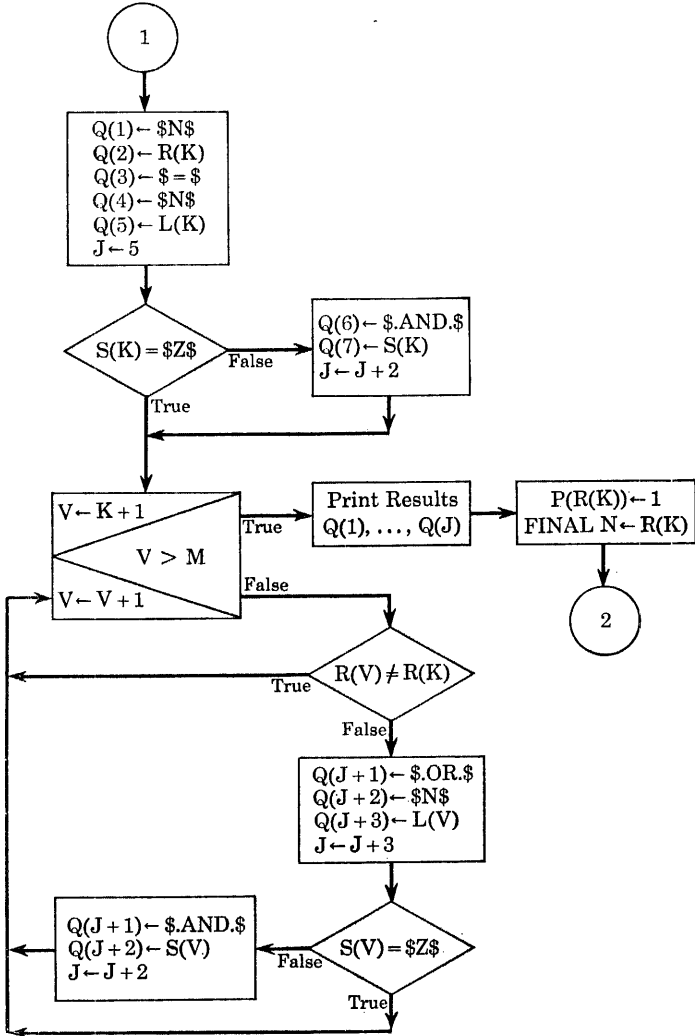 1
Q(1)← $N$
Q(2)← R(K)
Q(3)← $=$
Q(4)← $N$
Q(5)← L(K)
J←5
S(K)=$Z$
False
True
Q(6)← $.AND.$
Q(7)← S(K)
J←J+2
V←K+1
V > M
V←V+1
True
False
Print Results
Q(1), ..., Q(J)
P(R(K))←1
FINAL N←R(K)
2
R(V)≠R(K)
True
False
Q(J+1)← $.OR.$
Q(J+2)← $N$
Q(J+3)← L(V)
J←J+3
S(V)=$Z$
False
True
Q(J+1)← $.AND.$
Q(J+2)← S(V)
J←J+2